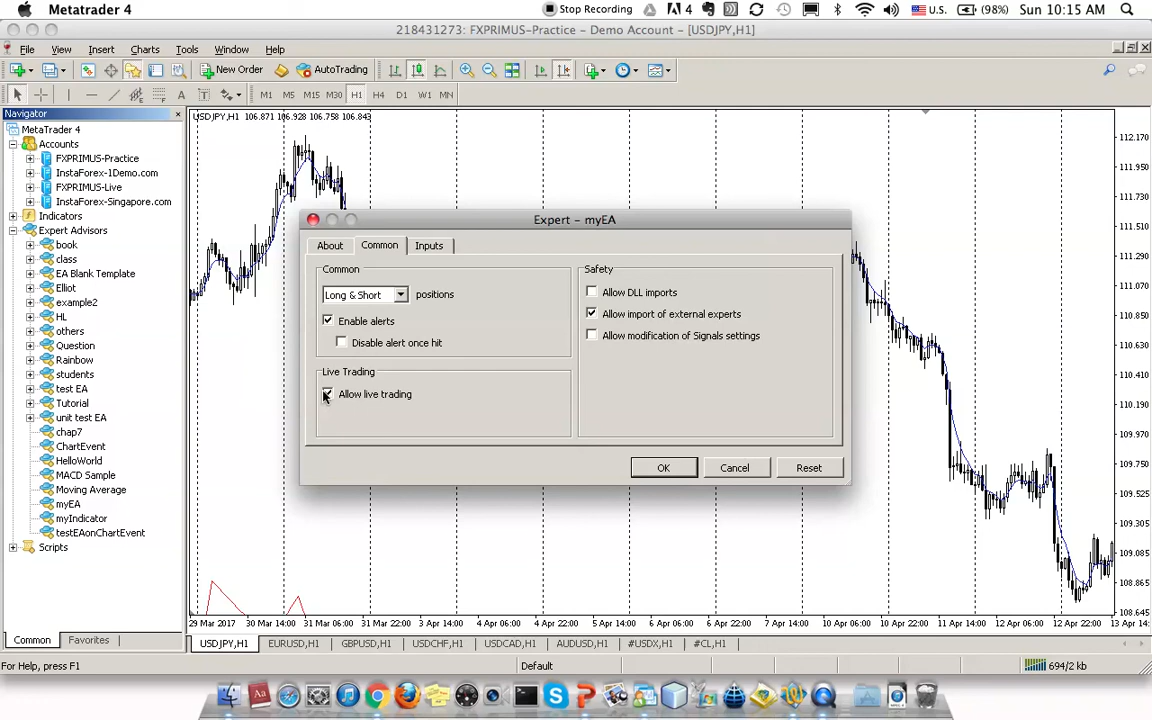 Metatrader 4
Stop Recording
4
U.S.
(98%)
Sun 10:15 AM
218431273: FXPRIMUS-Practice - Demo Account - [USDJPY,H1]
File View Insert Charts Tools Window Help
New Order
AutoTrading
A T M1 M5 M15 M30 H1 H4 D1 W1 MN
Navigator
MetaTrader 4
Accounts
FXPRIMUS-Practice
InstaForex-1Demo.com
FXPRIMUS-Live
InstaForex-Singapore.com
Indicators
Expert Advisors
book
class
EA Blank Template
Elliot
example2
HL
others
Question
Rainbow
students
test EA
Tutorial
unit test EA
chap7
ChartEvent
HelloWorld
MACD Sample
Moving Average
myEA
myIndicator
testEAonChartEvent
Scripts
Common Favorites
USDJPY,H1 106.871 106.928 106.758 106.843
Expert - myEA
About Common Inputs
Common
Long & Short positions
Enable alerts
Disable alert once hit
Live Trading
Allow live trading
Safety
Allow DLL imports
Allow import of external experts
Allow modification of Signals settings
OK Cancel Reset
112.170
111.950
111.730
111.510
111.290
111.070
110.850
110.630
110.410
110.190
109.970
109.750
109.525
109.305
109.085
108.865
108.645
29 Mar 2017 30 Mar 14:00 31 Mar 06:00 31 Mar 22:00 3 Apr 14:00 4 Apr 06:00 4 Apr 22:00 5 Apr 14:00 6 Apr 06:00 6 Apr 22:00 7 Apr 14:00 10 Apr 06:00 10 Apr 22:00 11 Apr 14:00 12 Apr 06:00 12 Apr 22:00 13 Apr 14:00
USDJPY,H1 EURUSD,H1 GBPUSD,H1 USDCHF,H1 USDCAD,H1 AUDUSD,H1 #USDX,H1 #CL,H1
For Help, press F1
Default
694/2 kb